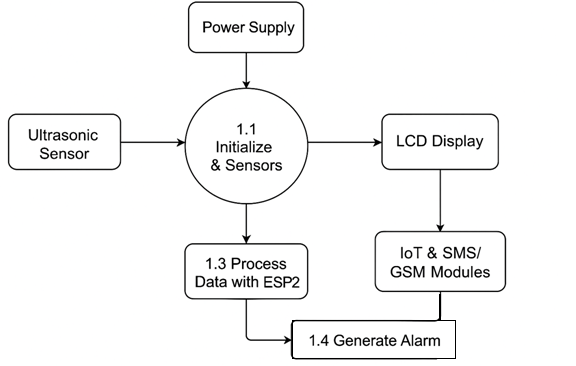 Power Supply
Ultrasonic
Sensor
1.1
Initialize
& Sensors
LCD Display
1.3 Process
Data with ESP2
IoT & SMS/
GSM Modules
1.4 Generate Alarm